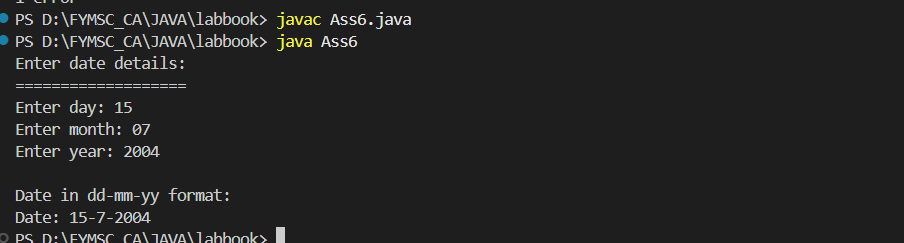 1 error
PS D:\FYMSC_CA\JAVA\labbook> javac Ass6.java
PS D:\FYMSC_CA\JAVA\labbook> java Ass6
Enter date details:
===================
Enter day: 15
Enter month: 07
Enter year: 2004
Date in dd-mm-yy format:
Date: 15-7-2004
PS D:\FYMSC_CA\JAVA\labbook>